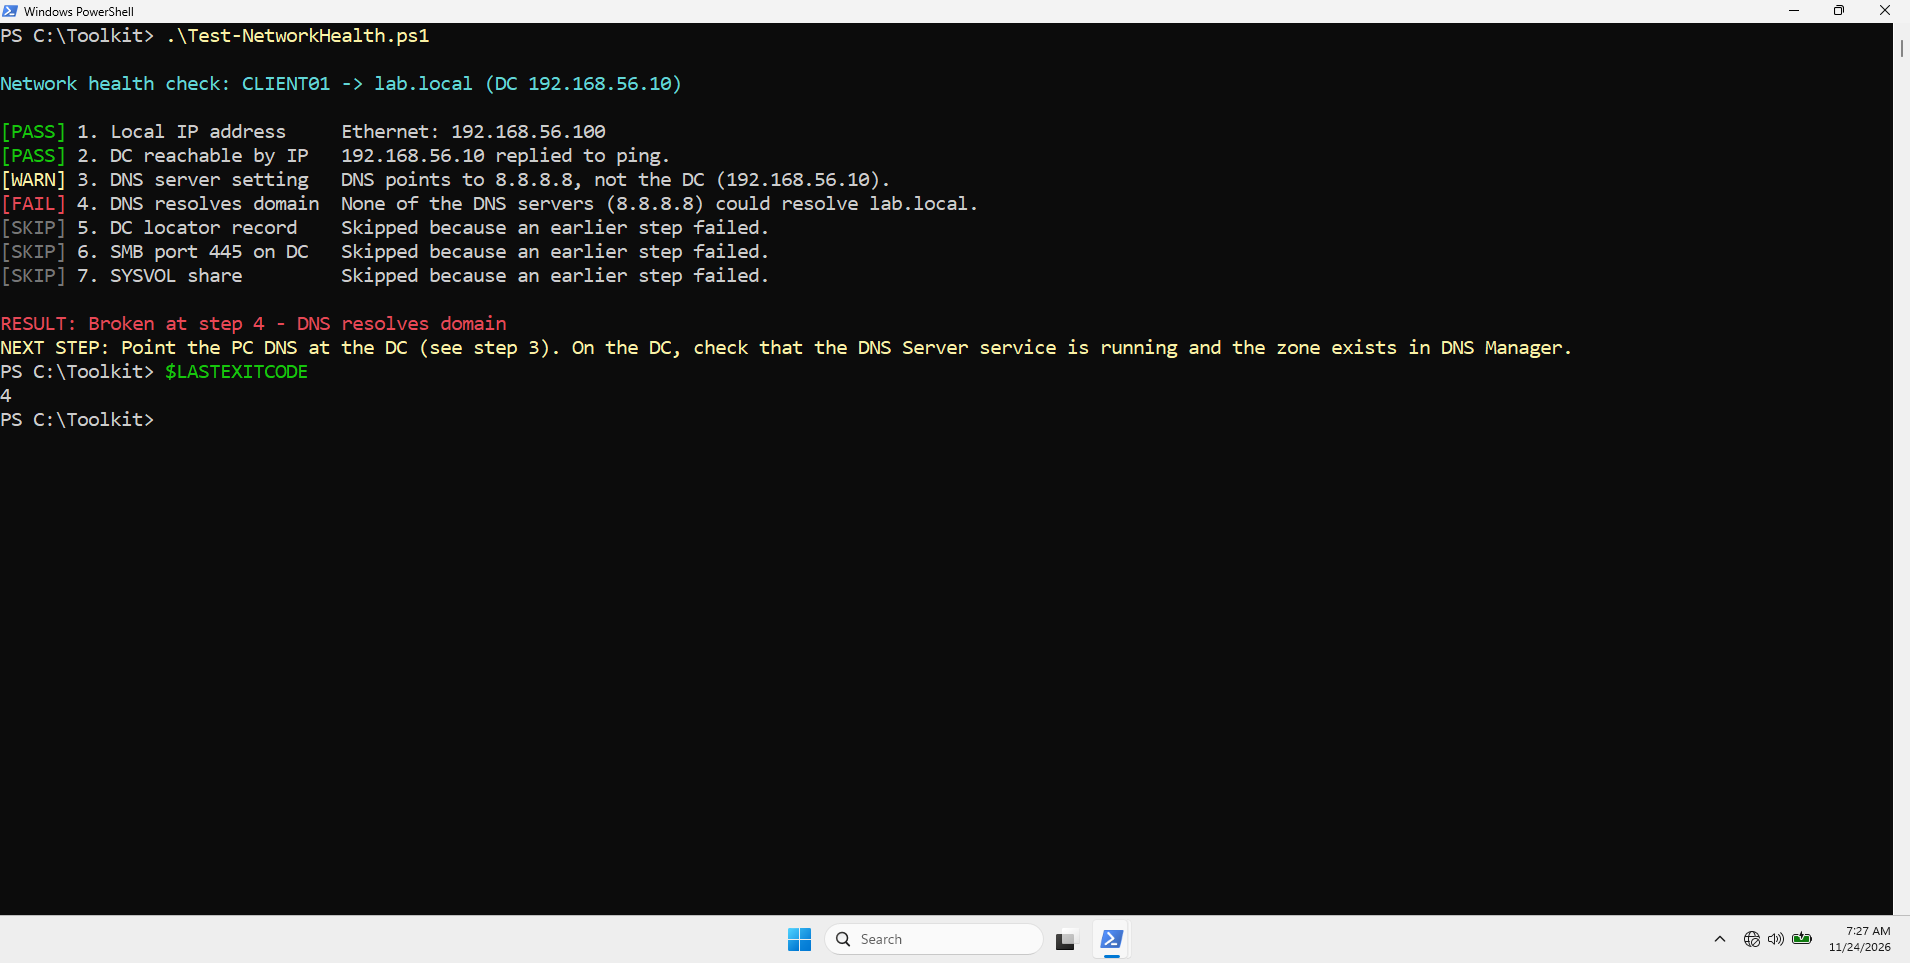 Windows PowerShell
PS C:\Toolkit> .\Test-NetworkHealth.ps1
Network health check: CLIENT01 -> lab.local (DC 192.168.56.10)
[PASS] 1. Local IP address     Ethernet: 192.168.56.100
[PASS] 2. DC reachable by IP   192.168.56.10 replied to ping.
[WARN] 3. DNS server setting   DNS points to 8.8.8.8, not the DC (192.168.56.10).
[FAIL] 4. DNS resolves domain  None of the DNS servers (8.8.8.8) could resolve lab.local.
[SKIP] 5. DC locator record    Skipped because an earlier step failed.
[SKIP] 6. SMB port 445 on DC   Skipped because an earlier step failed.
[SKIP] 7. SYSVOL share         Skipped because an earlier step failed.
RESULT: Broken at step 4 - DNS resolves domain
NEXT STEP: Point the PC DNS at the DC (see step 3). On the DC, check that the DNS Server service is running and the zone exists in DNS Manager.
PS C:\Toolkit> $LASTEXITCODE
4
PS C:\Toolkit>
Search
7:27 AM
11/24/2026